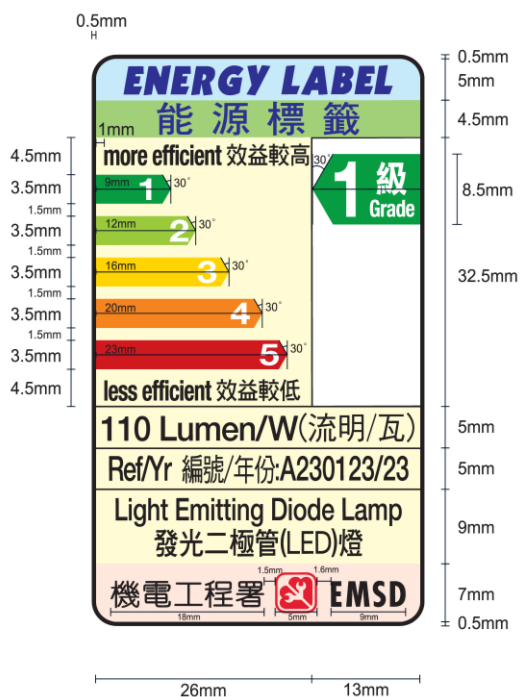 0.5mm
H
ENERGY LABEL
能源標籤
1mm
more efficient 效益較高
30°
9mm 1 30°
1 級 Grade
12mm 2 30°
16mm 3 30°
20mm 4 30°
23mm 5 30°
less efficient 效益較低
110 Lumen/W(流明/瓦)
Ref/Yr 編號/年份:A230123/23
Light Emitting Diode Lamp
發光二極管(LED)燈
1.5mm 1.6mm
機電工程署 EMSD
18mm 5mm 9mm
4.5mm
3.5mm
1.5mm
3.5mm
1.5mm
3.5mm
1.5mm
3.5mm
1.5mm
3.5mm
4.5mm
0.5mm
5mm
4.5mm
8.5mm
32.5mm
5mm
5mm
9mm
7mm
0.5mm
26mm 13mm